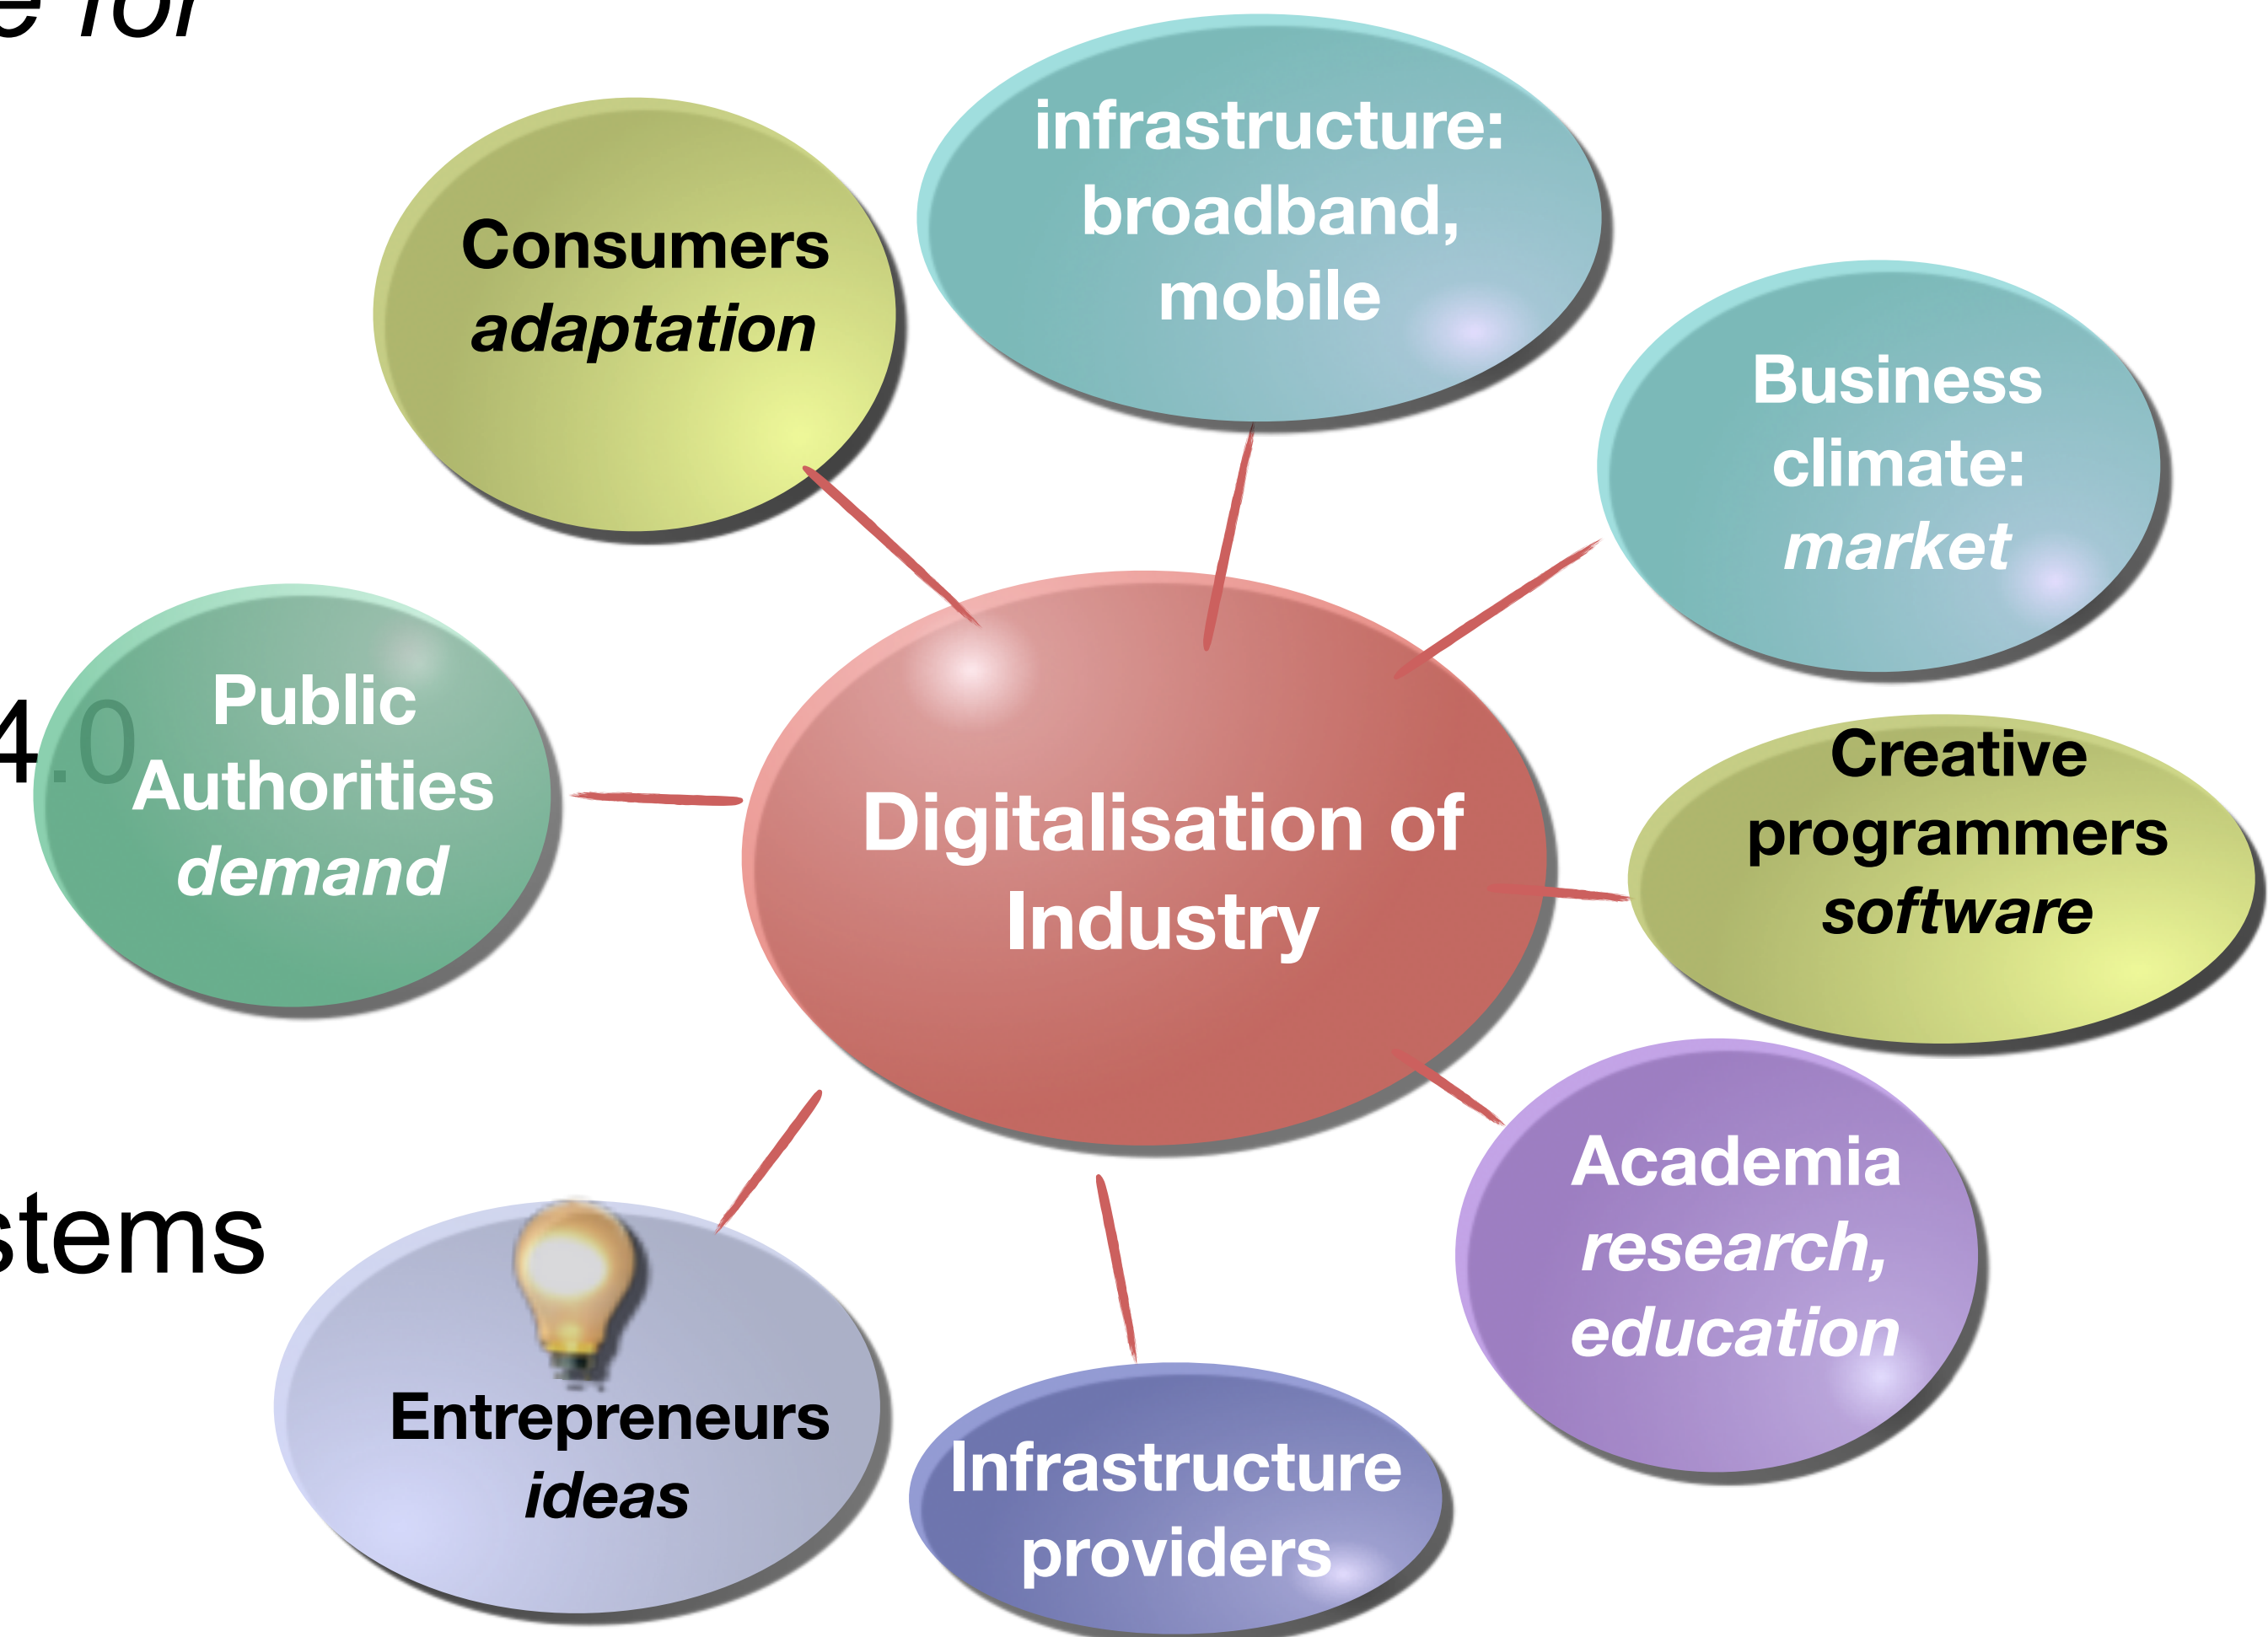 for
infrastructure:
broadband,
mobile
Consumers
adaptation
Business
climate:
market
4.0
Public
Authorities
demand
Creative
programmers
software
Digitalisation of
Industry
Academia
research,
education
stems
Entrepreneurs
ideas
Infrastructure
providers